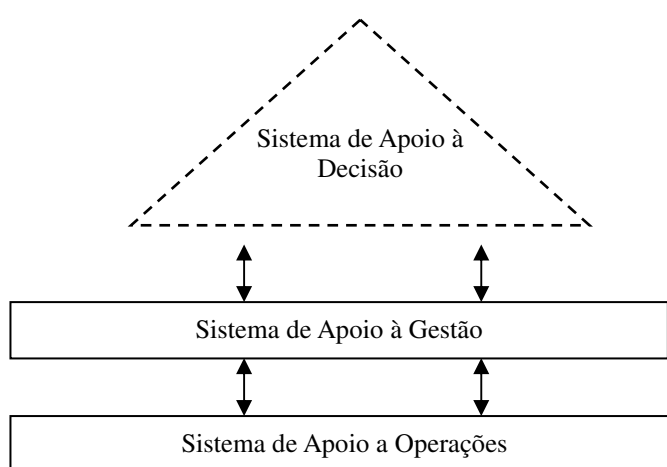 Sistema de Apoio à
Decisão
Sistema de Apoio à Gestão
Sistema de Apoio a Operações